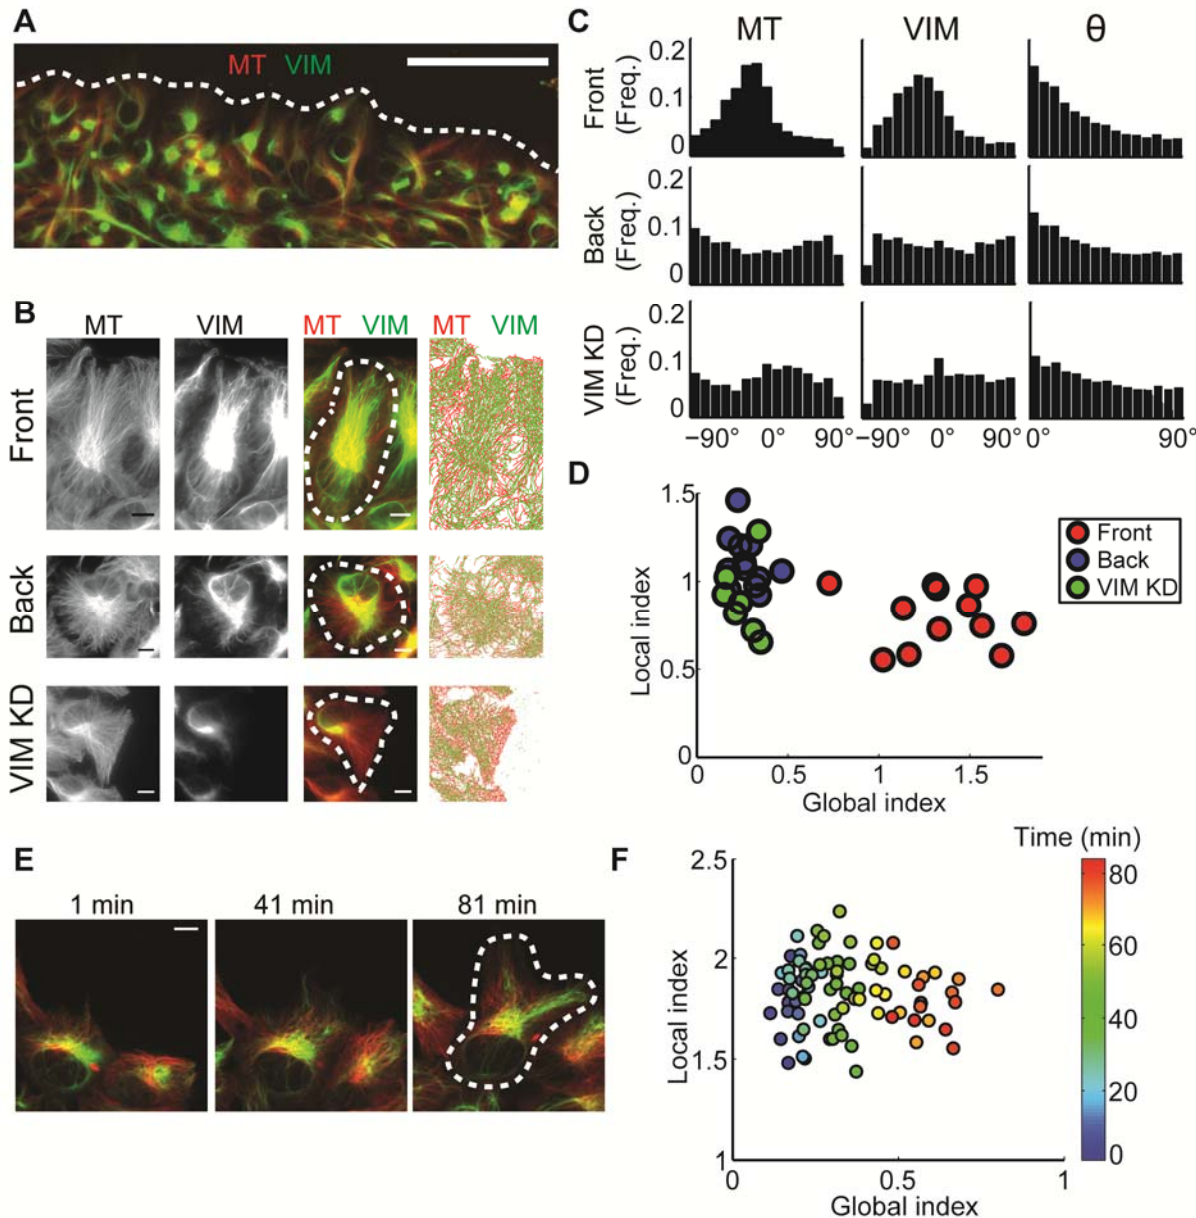 A
MT VIM
B
MT VIM MT VIM MT VIM
Front
Back
VIM KD
C
MT VIM θ
Front
(Freq.)
0.2
0.1
0
Back
(Freq.)
0.2
0.1
0
VIM KD
(Freq.)
0.2
0.1
0
−90° 0° 90° −90° 0° 90° 0° 90°
D
Local index
1.5
1
0.5
0
0 0.5 1 1.5
Global index
Front
Back
VIM KD
E
1 min 41 min 81 min
F
Time (min)
Local index
2.5
2
1.5
1
0 0.5 1
Global index
80
60
40
20
0